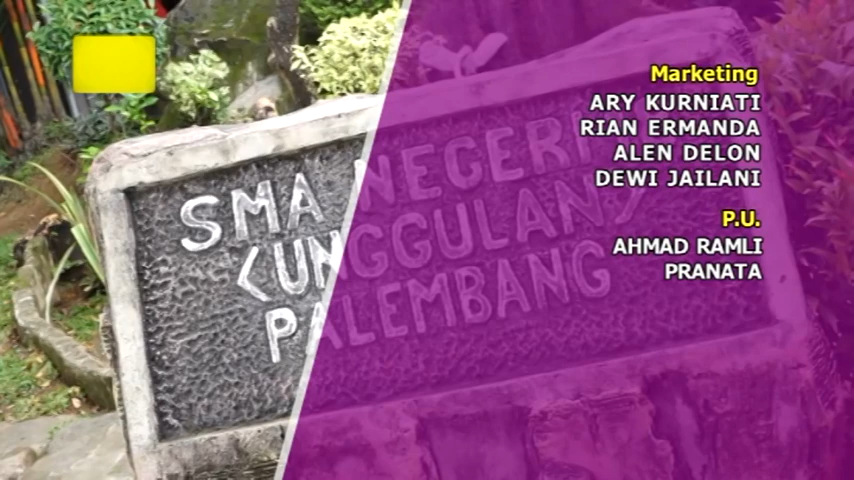 SMA NEGERI
<UNGGULAN>
PALEMBANG
Marketing
ARY KURNIATI
RIAN ERMANDA
ALEN DELON
DEWI JAILANI
P.U.
AHMAD RAMLI
PRANATA